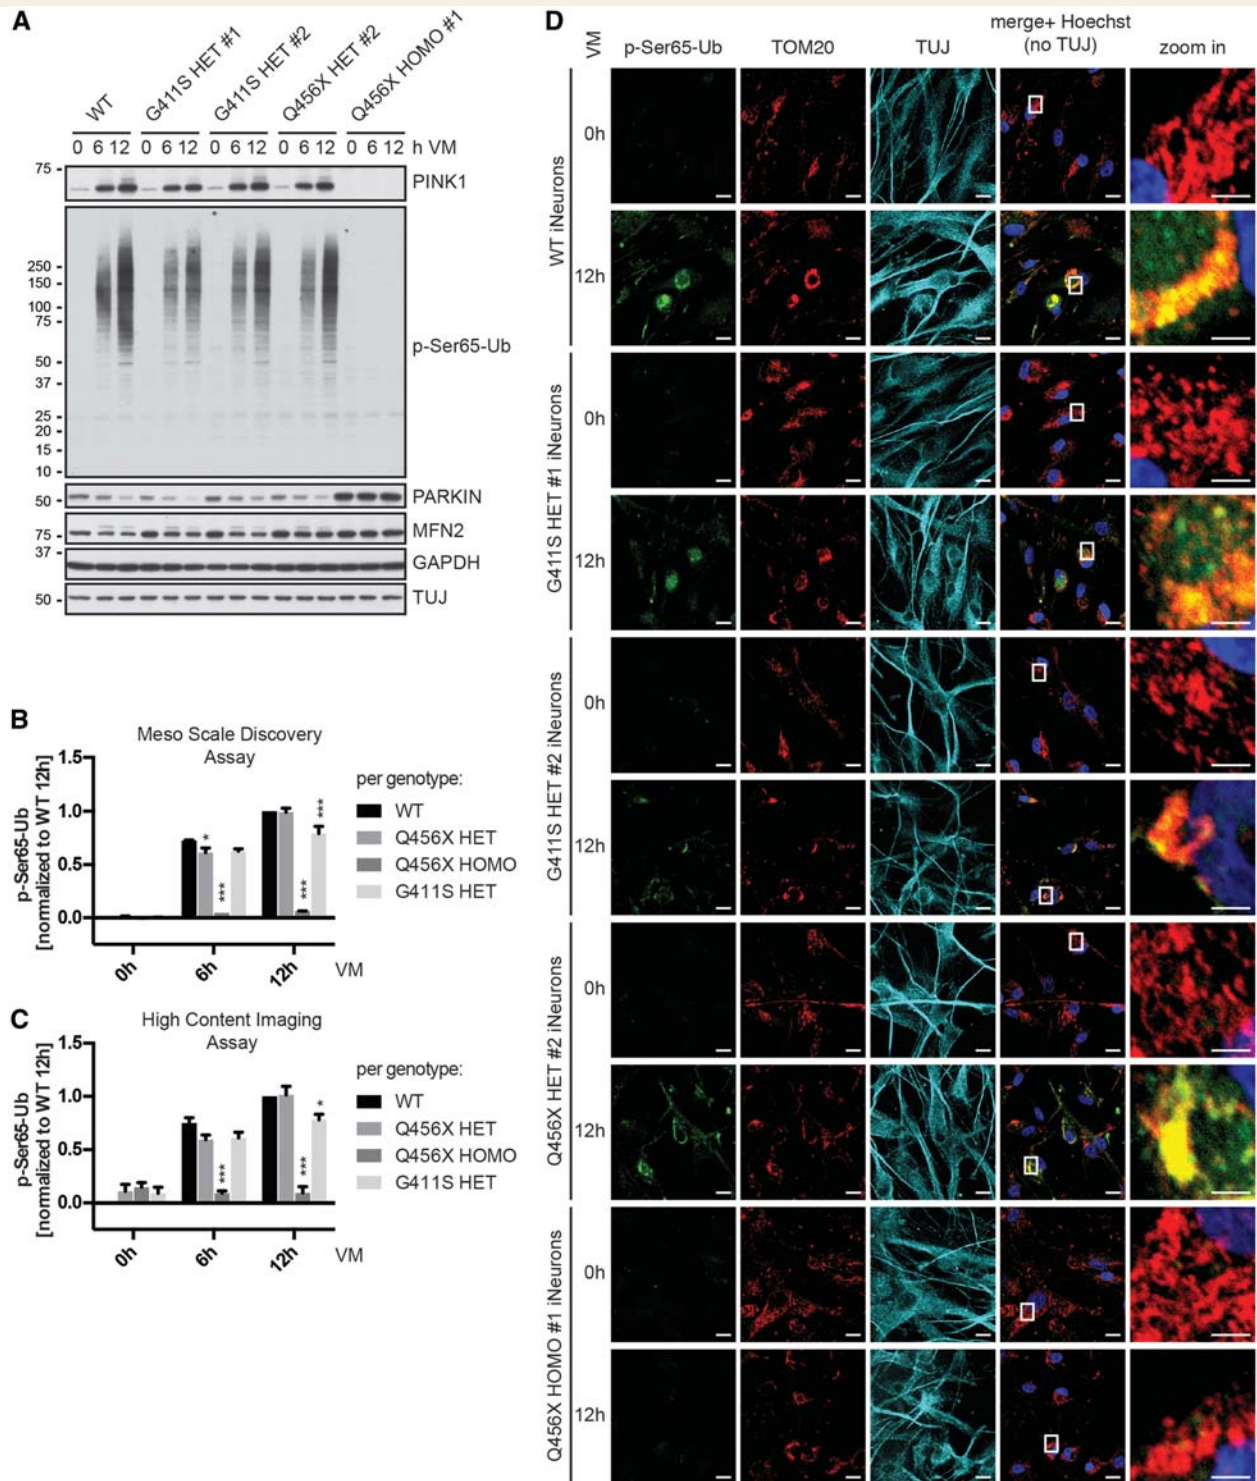 A
WT
G411S HET #1
G411S HET #2
Q456X HET #2
Q456X HOMO #1
0 6 12 0 6 12 0 6 12 0 6 12 0 6 12 h VM
75 -
PINK1
250 -
150 -
100 -
75 -
50 -
37 -
25 -
20 -
15 -
10 -
p-Ser65-Ub
50 -
PARKIN
75 -
MFN2
37 -
GAPDH
50 -
TUJ
B
Meso Scale Discovery
Assay
p-Ser65-Ub
[normalized to WT 12h]
1.5
1.0
0.5
0.0
*
***
***
***
0h
6h
12h
VM
per genotype:
WT
Q456X HET
Q456X HOMO
G411S HET
C
High Content Imaging
Assay
p-Ser65-Ub
[normalized to WT 12h]
1.5
1.0
0.5
0.0
***
***
*
0h
6h
12h
VM
per genotype:
WT
Q456X HET
Q456X HOMO
G411S HET
D
VM
p-Ser65-Ub
TOM20
TUJ
merge+ Hoechst
(no TUJ)
zoom in
WT iNeurons
0h
12h
G411S HET #1 iNeurons
0h
12h
G411S HET #2 iNeurons
0h
12h
Q456X HET #2 iNeurons
0h
12h
Q456X HOMO #1 iNeurons
0h
12h